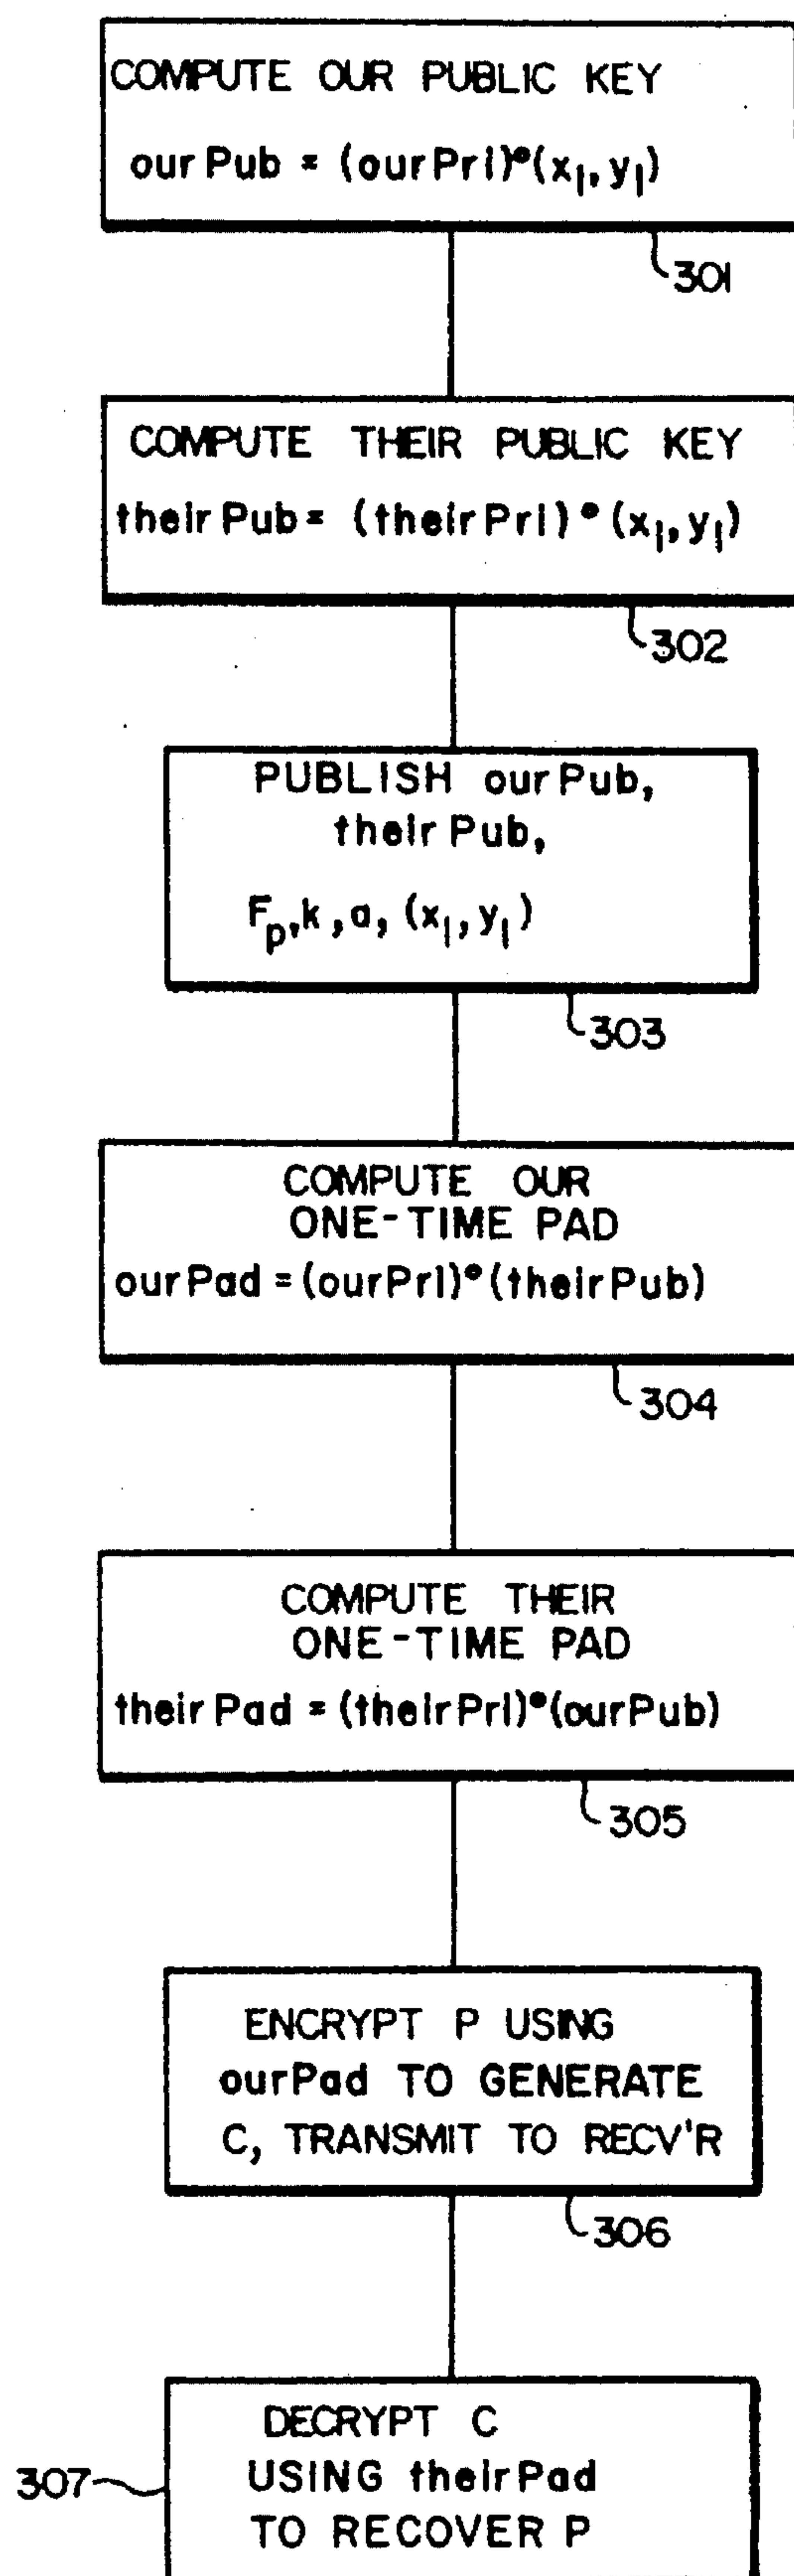 COMPUTE OUR PUBLIC KEY
ourPub = (ourPri)°(x₁, y₁)
301
COMPUTE THEIR PUBLIC KEY
theirPub = (theirPri)°(x₁, y₁)
302
PUBLISH ourPub,
theirPub,
Fₚ, k, a, (x₁, y₁)
303
COMPUTE OUR
ONE-TIME PAD
ourPad = (ourPri)°(theirPub)
304
COMPUTE THEIR
ONE-TIME PAD
theirPad = (theirPri)°(ourPub)
305
ENCRYPT P USING
ourPad TO GENERATE
C, TRANSMIT TO RECV'R
306
DECRYPT C
307 USING theirPad
TO RECOVER P